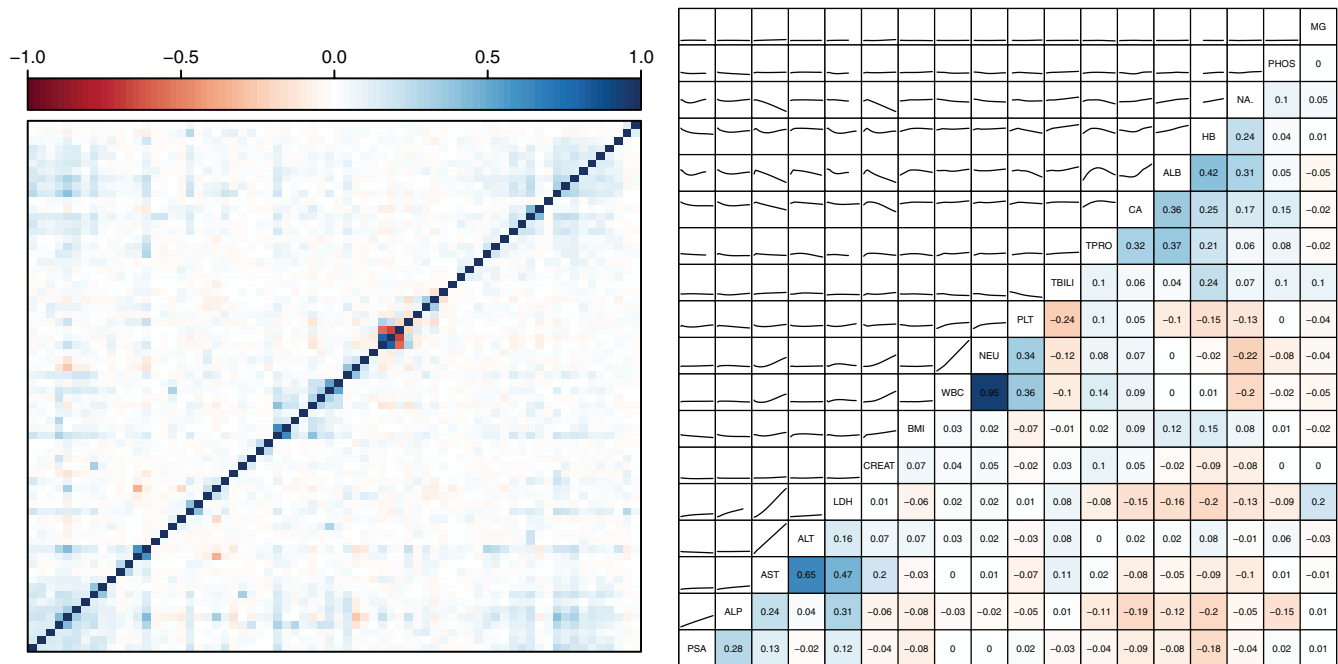 −1.0 −0.5 0.0 0.5 1.0
MG
PHOS 0
NA. 0.1 0.05
HB 0.24 0.04 0.01
ALB 0.42 0.31 0.05 −0.05
CA 0.36 0.25 0.17 0.15 −0.02
TPRO 0.32 0.37 0.21 0.06 0.08 −0.02
TBILI 0.1 0.06 0.04 0.24 0.07 0.1 0.1
PLT −0.24 0.1 0.05 −0.1 −0.15 −0.13 0 −0.04
NEU 0.34 −0.12 0.08 0.07 0 −0.02 −0.22 −0.08 −0.04
WBC 0.95 0.36 −0.1 0.14 0.09 0 0.01 −0.2 −0.02 −0.05
BMI 0.03 0.02 −0.07 −0.01 0.02 0.09 0.12 0.15 0.08 0.01 −0.02
CREAT 0.07 0.04 0.05 −0.02 0.03 0.1 0.05 −0.02 −0.09 −0.08 0 0
LDH 0.01 −0.06 0.02 0.02 0.01 0.08 −0.08 −0.15 −0.16 −0.2 −0.13 −0.09 0.2
ALT 0.16 0.07 0.07 0.03 0.02 −0.03 0.08 0 0.02 0.02 0.08 −0.01 0.06 −0.03
AST 0.65 0.47 0.2 −0.03 0 0.01 −0.07 0.11 0.02 −0.08 −0.05 −0.09 −0.1 0.01 −0.01
ALP 0.24 0.04 0.31 −0.06 −0.08 −0.03 −0.02 −0.05 0.01 −0.11 −0.19 −0.12 −0.2 −0.05 −0.15 0.01
PSA 0.28 0.13 −0.02 0.12 −0.04 −0.08 0 0 0.02 −0.03 −0.04 −0.09 −0.08 −0.18 −0.04 0.02 0.01